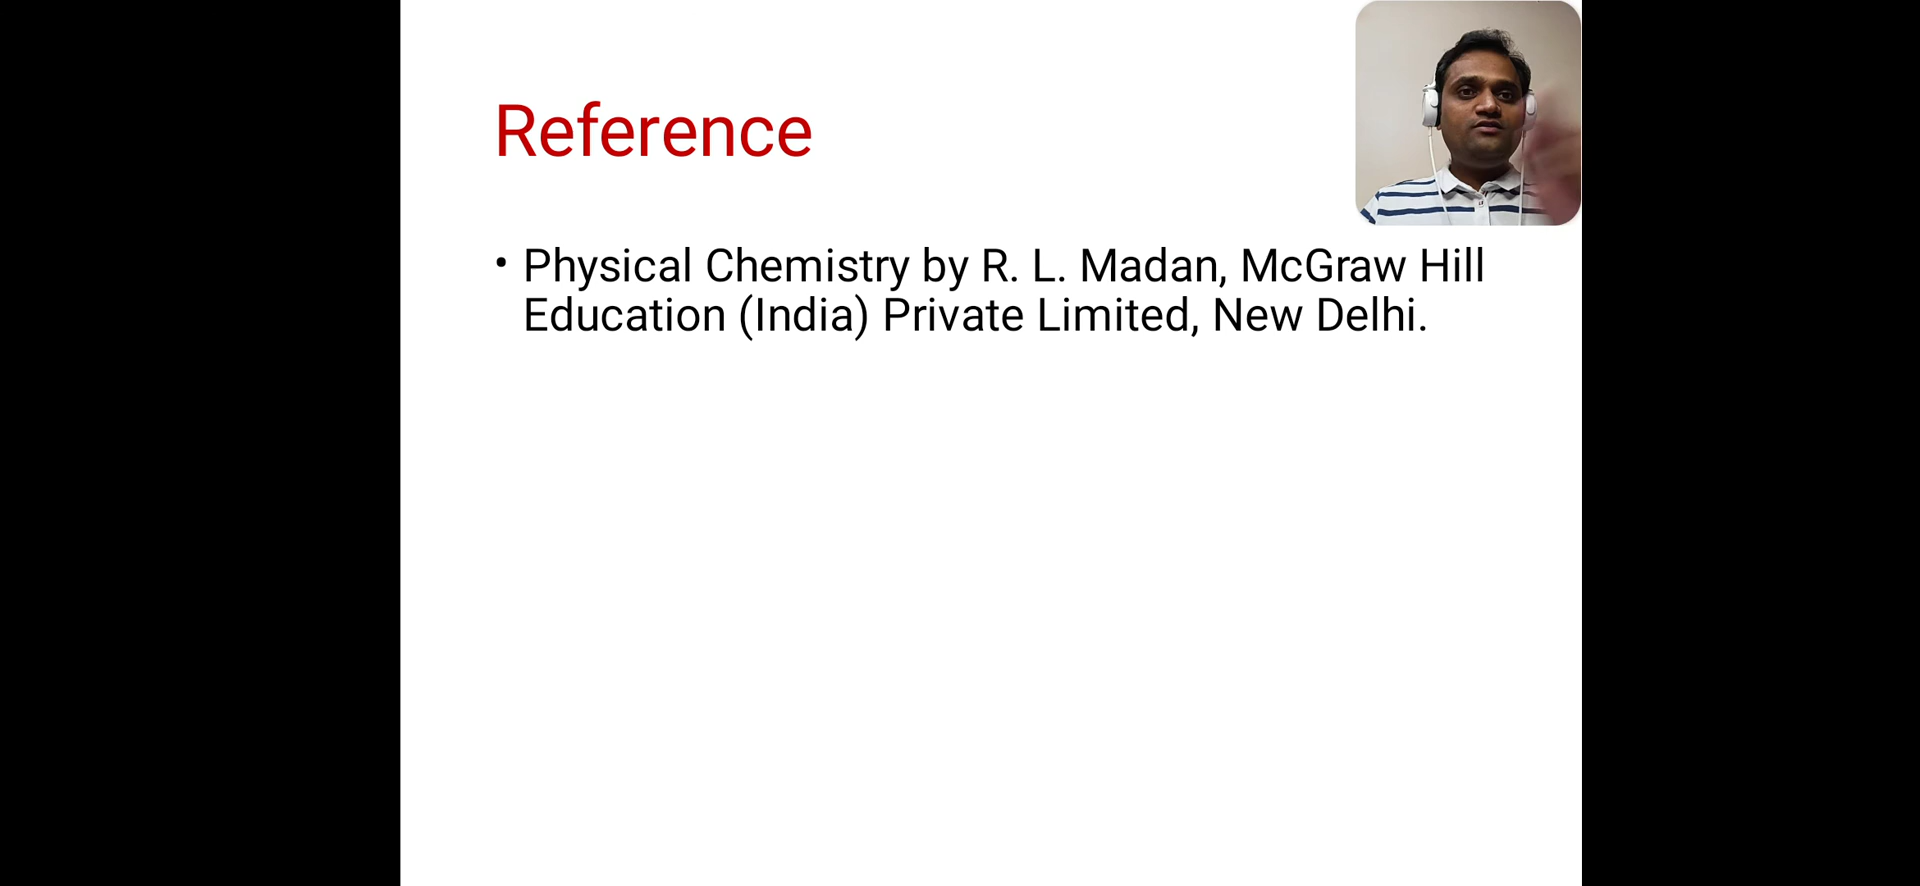 Reference
• Physical Chemistry by R. L. Madan, McGraw Hill
Education (India) Private Limited, New Delhi.